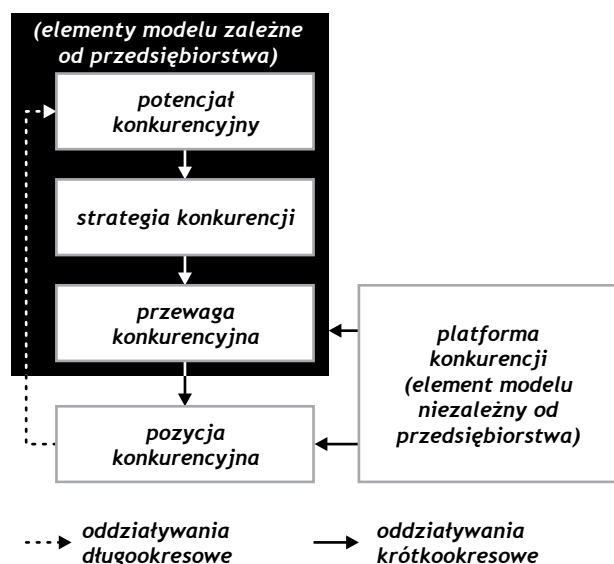 (elementy modelu zależne
od przedsiębiorstwa)
potencjał
konkurencyjny
strategia konkurencji
przewaga
konkurencyjna
platforma
konkurencji
(element modelu
niezależny od
przedsiębiorstwa)
pozycja
konkurencyjna
oddziaływania
długookresowe
oddziaływania
krótkookresowe